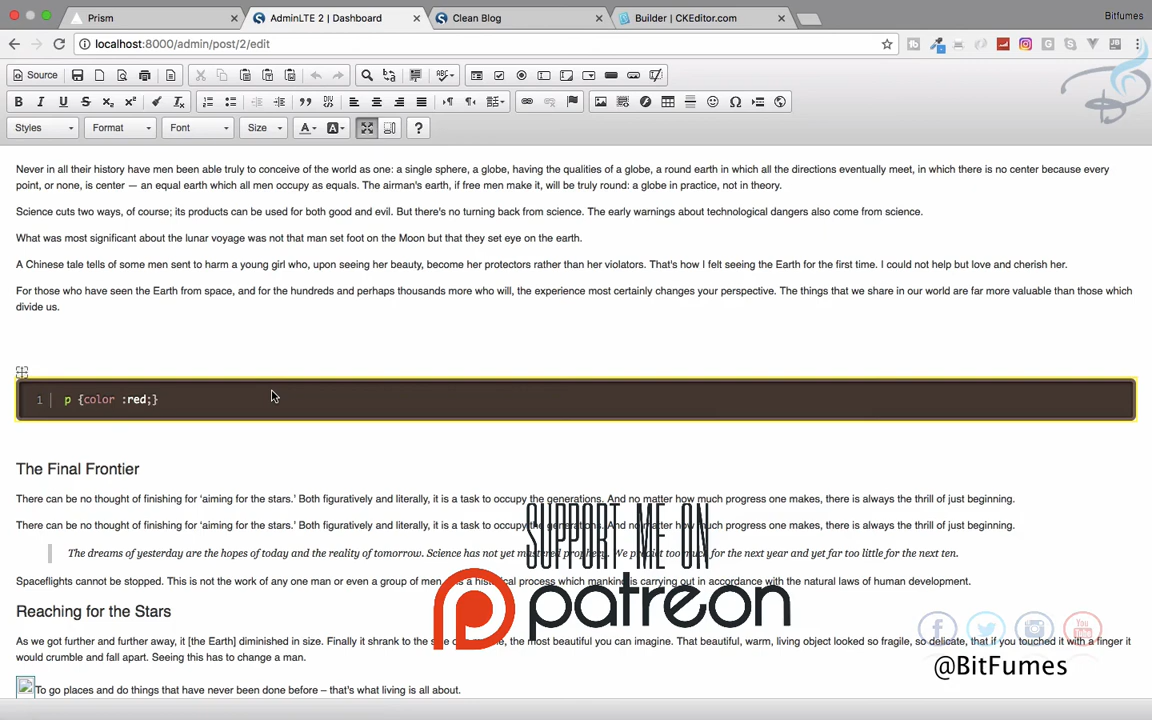 Prism
AdminLTE 2 | Dashboard
Clean Blog
Builder | CKEditor.com
Bitfumes
localhost:8000/admin/post/2/edit
Source
Styles
Format
Font
Size
Never in all their history have men been able truly to conceive of the world as one: a single sphere, a globe, having the qualities of a globe, a round earth in which all the directions eventually meet, in which there is no center because every
point, or none, is center — an equal earth which all men occupy as equals. The airman's earth, if free men make it, will be truly round: a globe in practice, not in theory.
Science cuts two ways, of course; its products can be used for both good and evil. But there's no turning back from science. The early warnings about technological dangers also come from science.
What was most significant about the lunar voyage was not that man set foot on the Moon but that they set eye on the earth.
A Chinese tale tells of some men sent to harm a young girl who, upon seeing her beauty, become her protectors rather than her violators. That's how I felt seeing the Earth for the first time. I could not help but love and cherish her.
For those who have seen the Earth from space, and for the hundreds and perhaps thousands more who will, the experience most certainly changes your perspective. The things that we share in our world are far more valuable than those which
divide us.
1 p {color :red;}
The Final Frontier
There can be no thought of finishing for ‘aiming for the stars.’ Both figuratively and literally, it is a task to occupy the generations. And no matter how much progress one makes, there is always the thrill of just beginning.
There can be no thought of finishing for ‘aiming for the stars.’ Both figuratively and literally, it is a task to occupy the generations. And no matter how much progress one makes, there is always the thrill of just beginning.
The dreams of yesterday are the hopes of today and the reality of tomorrow. Science has not yet mastered prophecy. We predict too much for the next year and yet far too little for the next ten.
Spaceflights cannot be stopped. This is not the work of any one man or even a group of men. is a historical process which mankind is carrying out in accordance with the natural laws of human development.
SUPPORT ME ON
patreon
Reaching for the Stars
As we got further and further away, it [the Earth] diminished in size. Finally it shrank to the size the most beautiful you can imagine. That beautiful, warm, living object looked so fragile, so delicate, that if you touched it with a finger it
would crumble and fall apart. Seeing this has to change a man.
@BitFumes
To go places and do things that have never been done before – that's what living is all about.